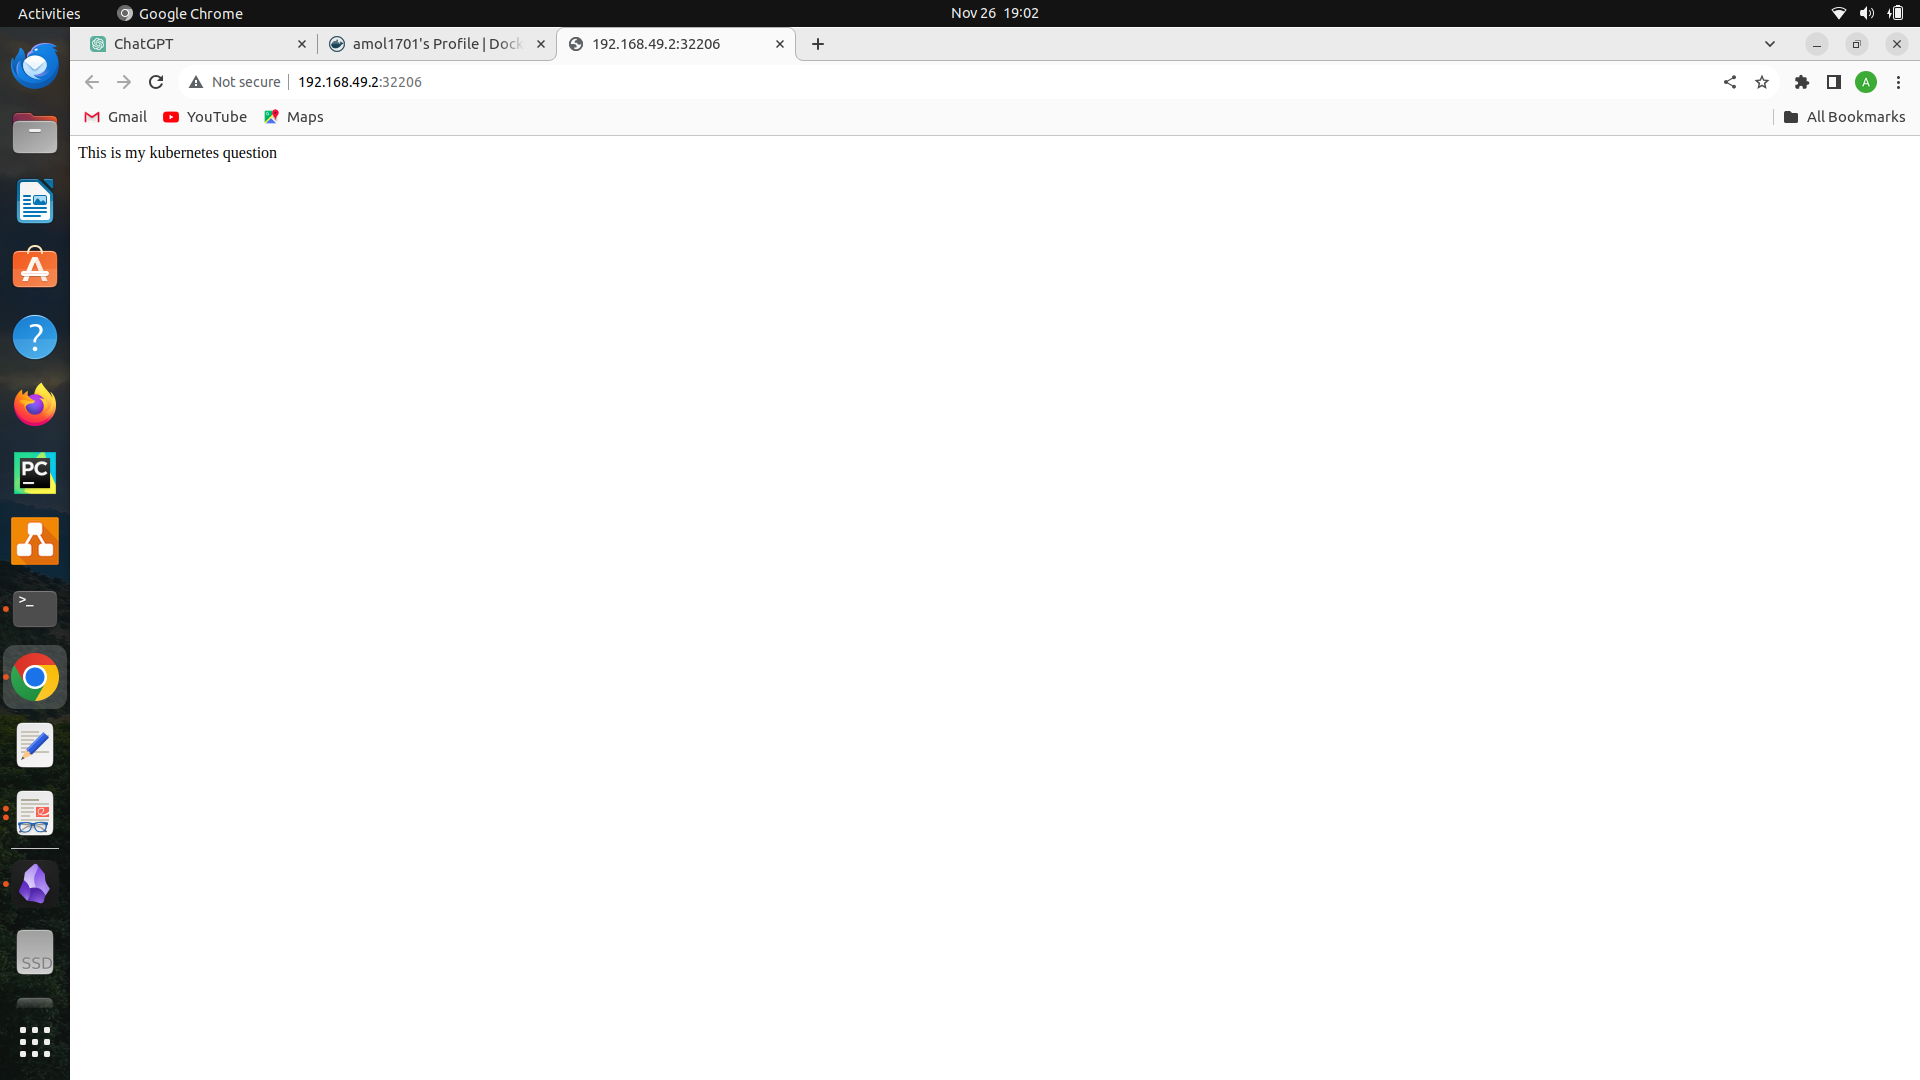 Activities
Google Chrome
Nov 26 19:02
ChatGPT
amol1701's Profile | Dock
192.168.49.2:32206
Not secure
192.168.49.2:32206
A
Gmail
YouTube
Maps
All Bookmarks
This is my kubernetes question
?
PC
>_
SSD